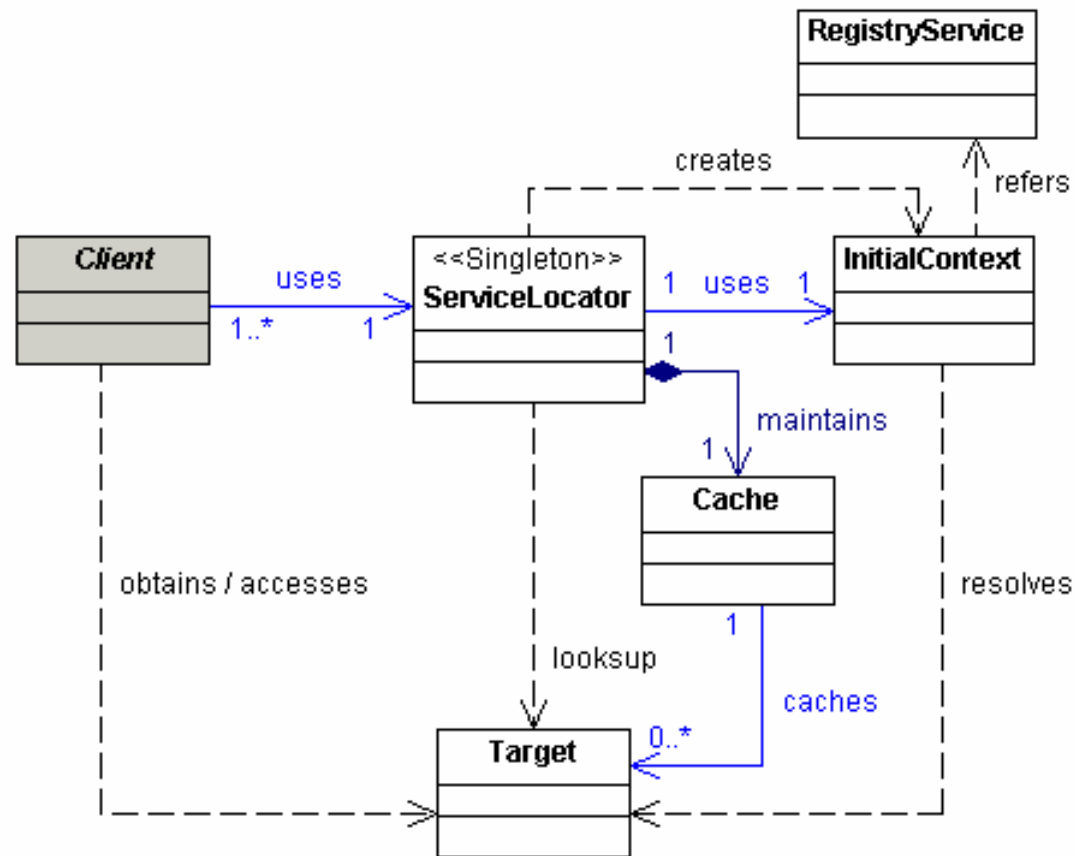 RegistryService
creates
refers
Client
uses
1..*
1
<<Singleton>>
ServiceLocator
1
uses
1
InitialContext
1
maintains
1
Cache
obtains / accesses
resolves
1
looksup
caches
0..*
Target